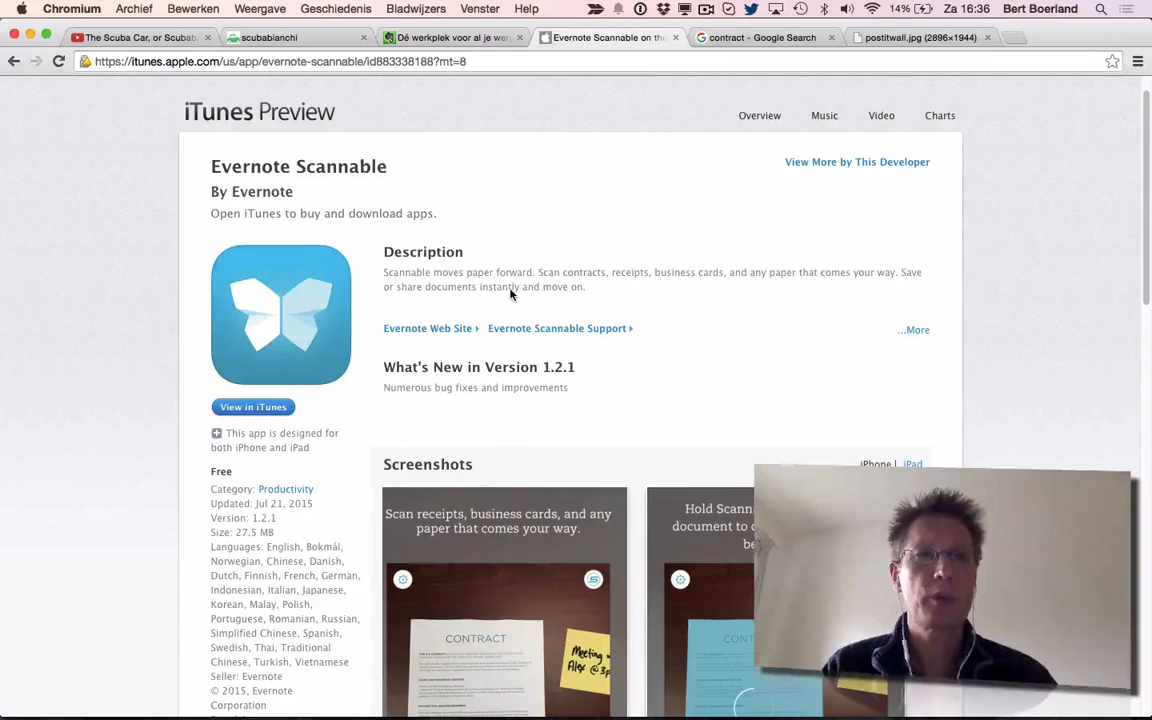 Chromium Archief Bewerken Weergave Geschiedenis Bladwijzers Venster Help 14% Za 16:36 Bert Boerland
The Scuba Car, or Scubab scubabianchi Dé werkplek voor al je wer Evernote Scannable on the contract - Google Search postitwall.jpg (2896×1944)
https://itunes.apple.com/us/app/evernote-scannable/id883338188?mt=8
iTunes Preview
Overview Music Video Charts
Evernote Scannable
View More by This Developer
By Evernote
Open iTunes to buy and download apps.
Description
Scannable moves paper forward. Scan contracts, receipts, business cards, and any paper that comes your way. Save
or share documents instantly and move on.
Evernote Web Site Evernote Scannable Support
...More
What's New in Version 1.2.1
Numerous bug fixes and improvements
View in iTunes
This app is designed for
both iPhone and iPad
Free
Category: Productivity
Updated: Jul 21, 2015
Version: 1.2.1
Size: 27.5 MB
Languages: English, Bokmål,
Norwegian, Chinese, Danish,
Dutch, Finnish, French, German,
Indonesian, Italian, Japanese,
Korean, Malay, Polish,
Portuguese, Romanian, Russian,
Simplified Chinese, Spanish,
Swedish, Thai, Traditional
Chinese, Turkish, Vietnamese
Seller: Evernote
© 2015, Evernote
Corporation
Screenshots
iPhone | iPad
Scan receipts, business cards, and any
paper that comes your way.
CONTRACT
Meeting
Alex @3p
Hold Scann
document to
be
CONT